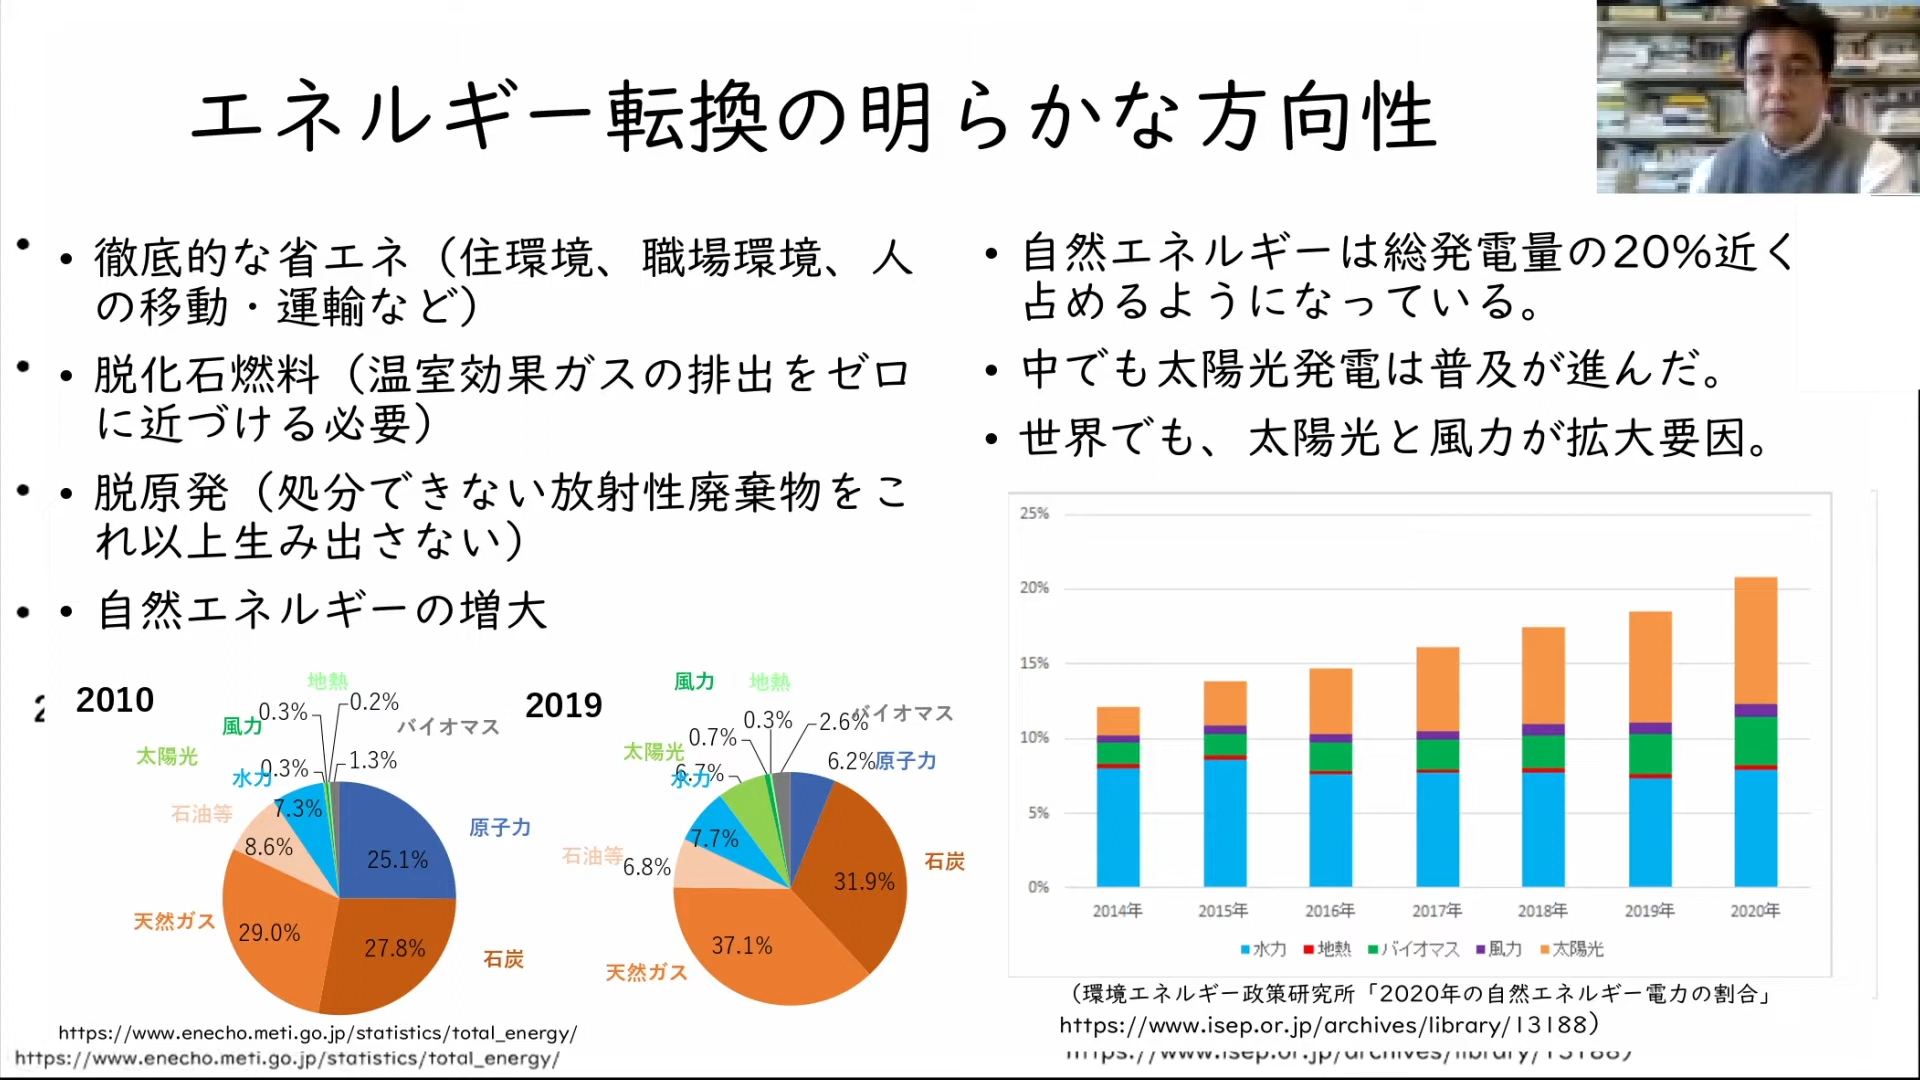 エネルギー転換の明らかな方向性
• 徹底的な省エネ（住環境、職場環境、人
の移動・運輸など）
• 脱化石燃料（温室効果ガスの排出をゼロ
に近づける必要）
• 脱原発（処分できない放射性廃棄物をこ
れ以上生み出さない）
• 自然エネルギーの増大
• 自然エネルギーは総発電量の20%近く
占めるようになっている。
• 中でも太陽光発電は普及が進んだ。
• 世界でも、太陽光と風力が拡大要因。
2010
地熱
0.3%
0.2%
風力
バイオマス
太陽光
0.3%
1.3%
水力
7.3%
石油等
8.6%
原子力
25.1%
天然ガス
29.0%
27.8%
石炭
2019
風力
地熱
0.7%
0.3%
2.6%
バイオマス
太陽光
6.7%
6.2%
原子力
水力
7.7%
石油等
6.8%
31.9%
石炭
37.1%
天然ガス
https://www.enecho.meti.go.jp/statistics/total_energy/
https://www.enecho.meti.go.jp/statistics/total_energy/
25%
20%
15%
10%
5%
0%
2014年 2015年 2016年 2017年 2018年 2019年 2020年
水力 地熱 バイオマス 風力 太陽光
（環境エネルギー政策研究所「2020年の自然エネルギー電力の割合」
https://www.isep.or.jp/archives/library/13188）
https://www.isep.or.jp/archives/library/13188）